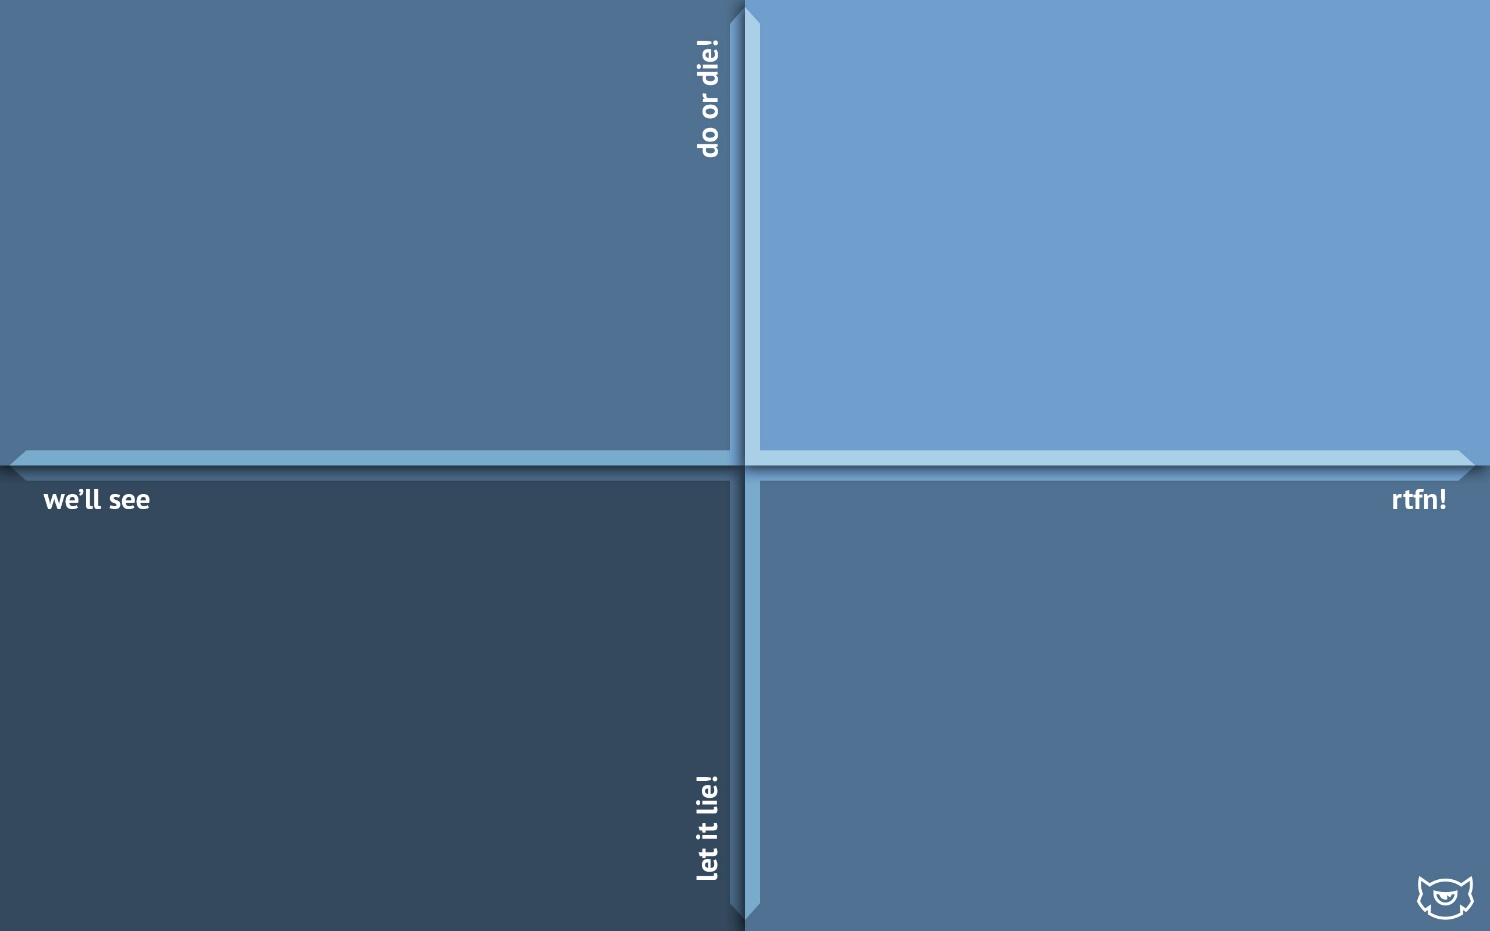 do or die!
we’ll see
rtfn!
let it lie!